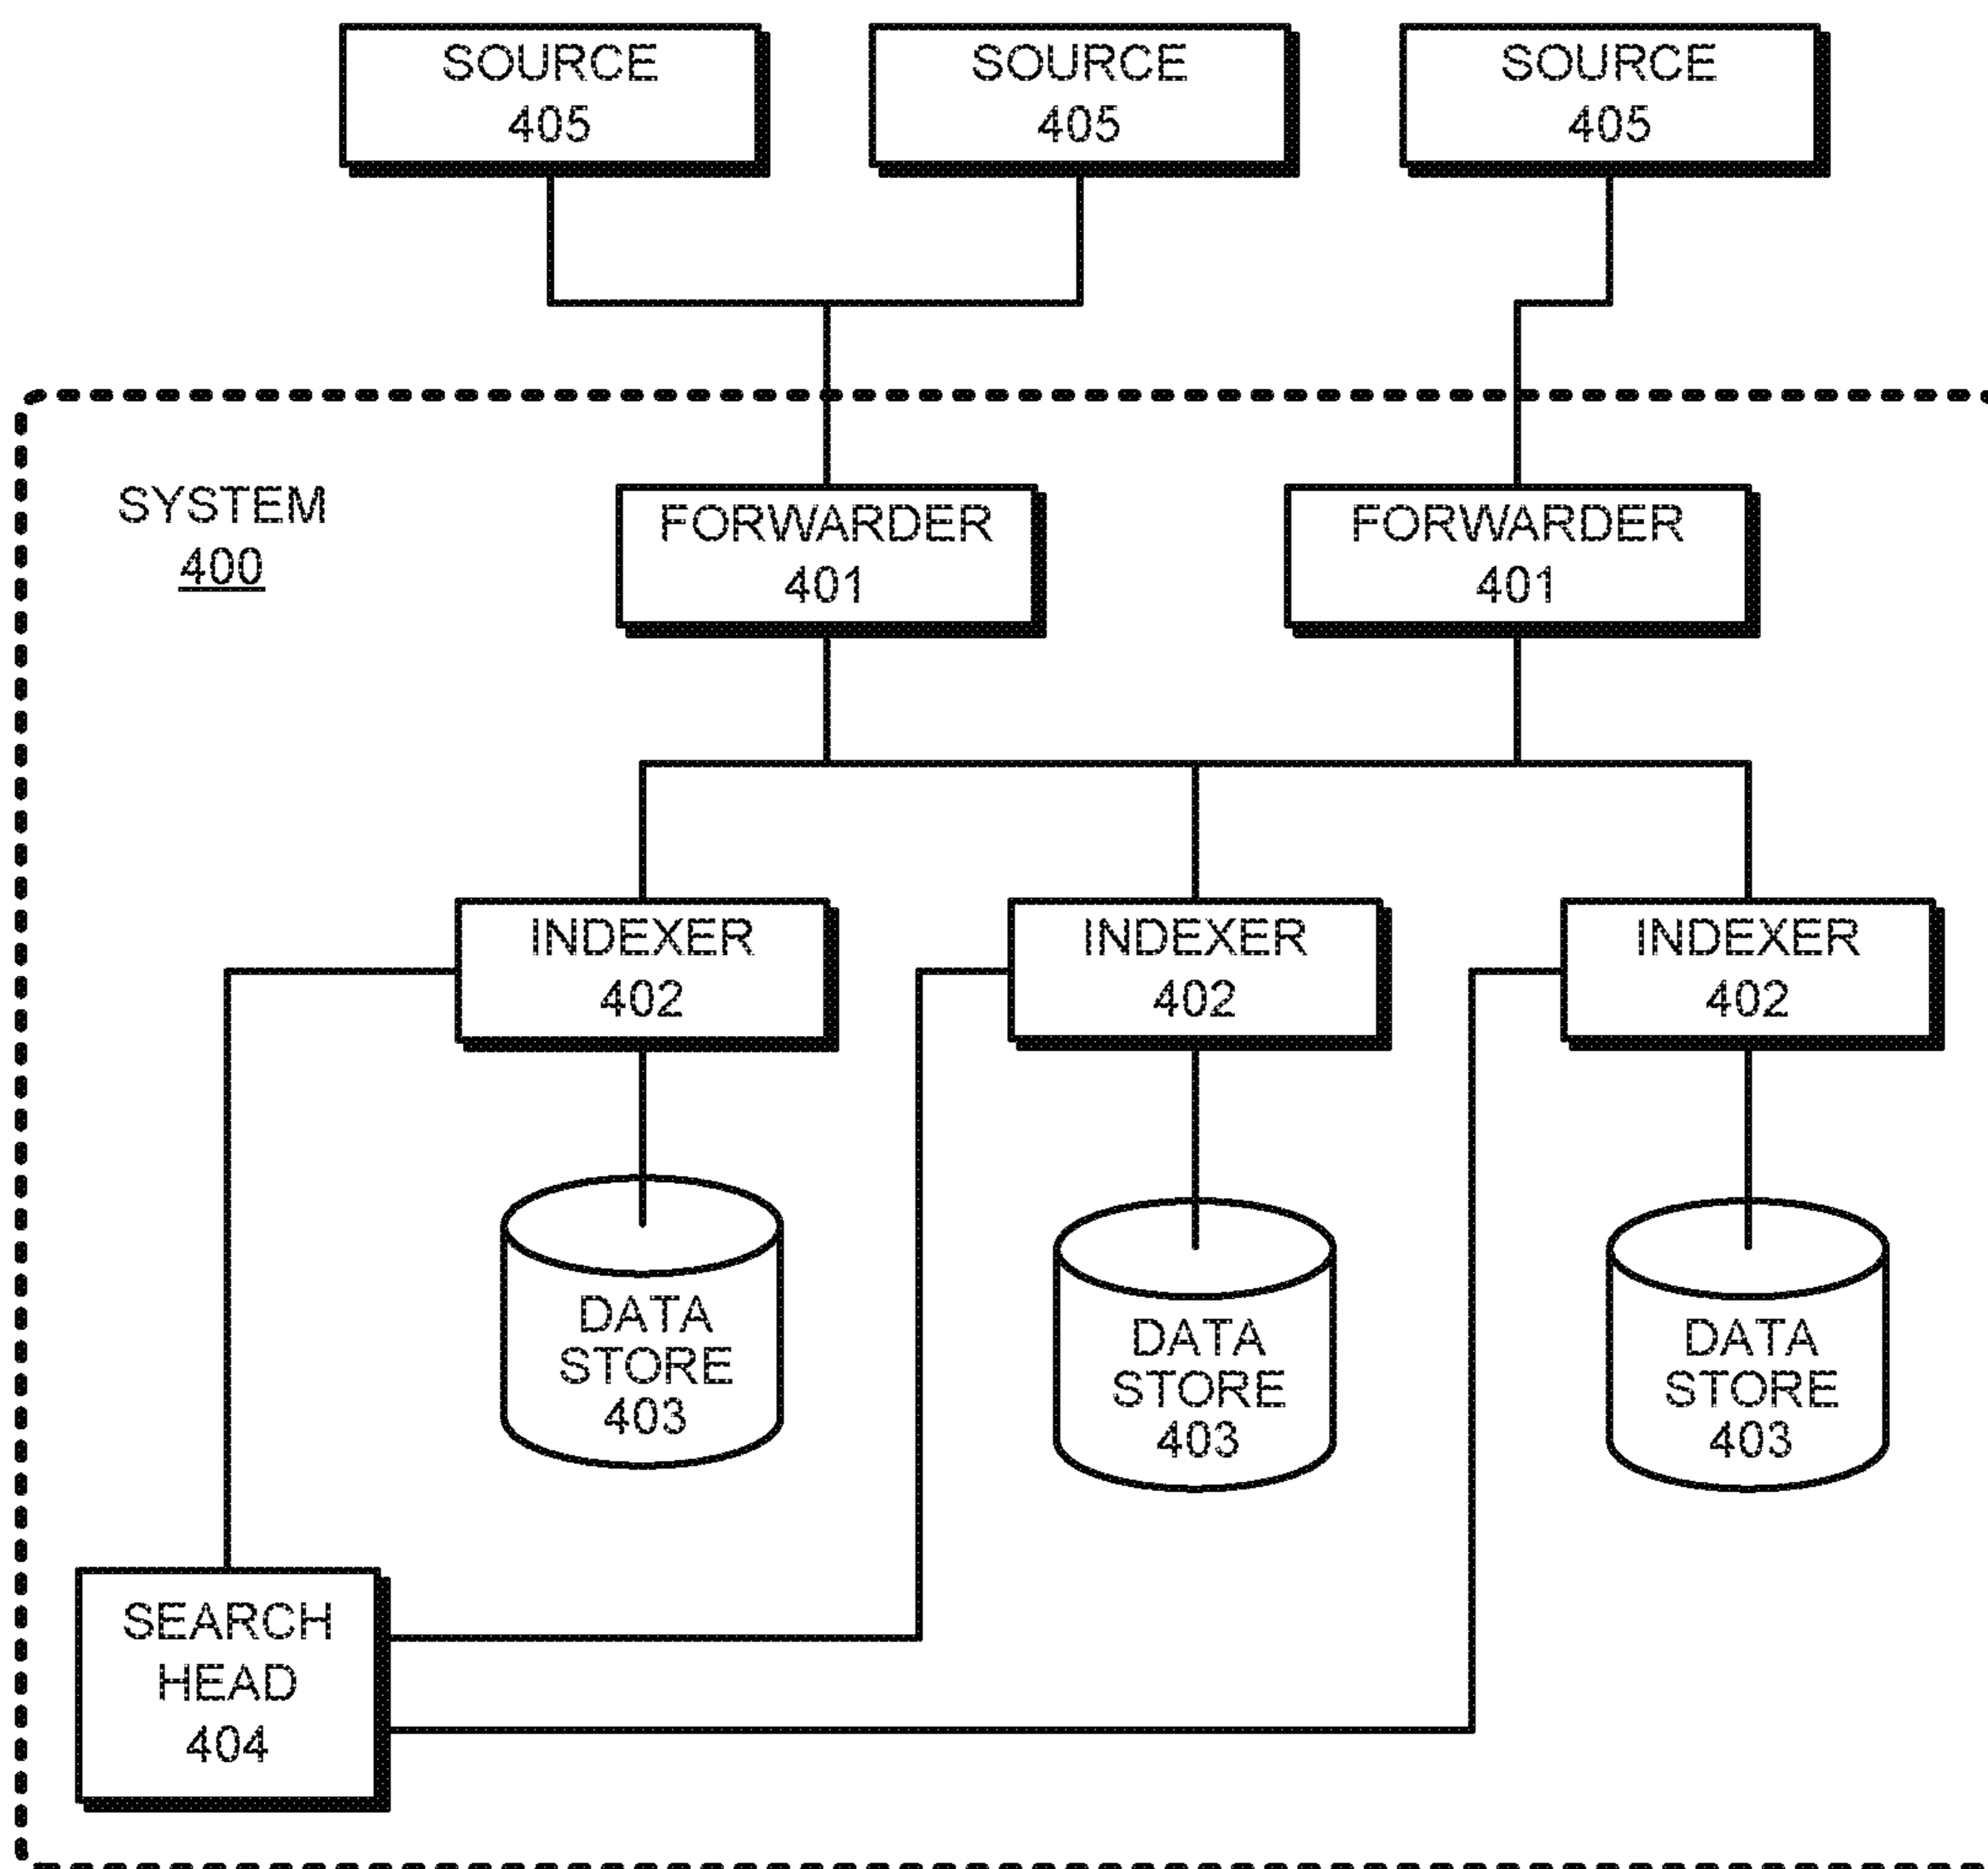 SOURCE
405
SOURCE
405
SOURCE
405
SYSTEM
400
FORWARDER
401
FORWARDER
401
INDEXER
402
INDEXER
402
INDEXER
402
DATA
STORE
403
DATA
STORE
403
DATA
STORE
403
SEARCH
HEAD
404